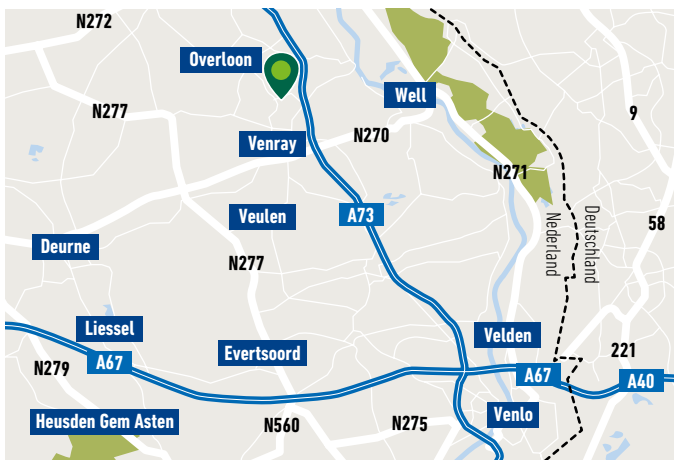 N272
Overloon
N277
Well
9
Venray
N270
N271
Veulen
A73
Nederland
Deutschland
58
Deurne
N277
Liessel
Velden
A67
Evertsoord
221
N279
A67
A40
Heusden Gem Asten
N560
N275
Venlo